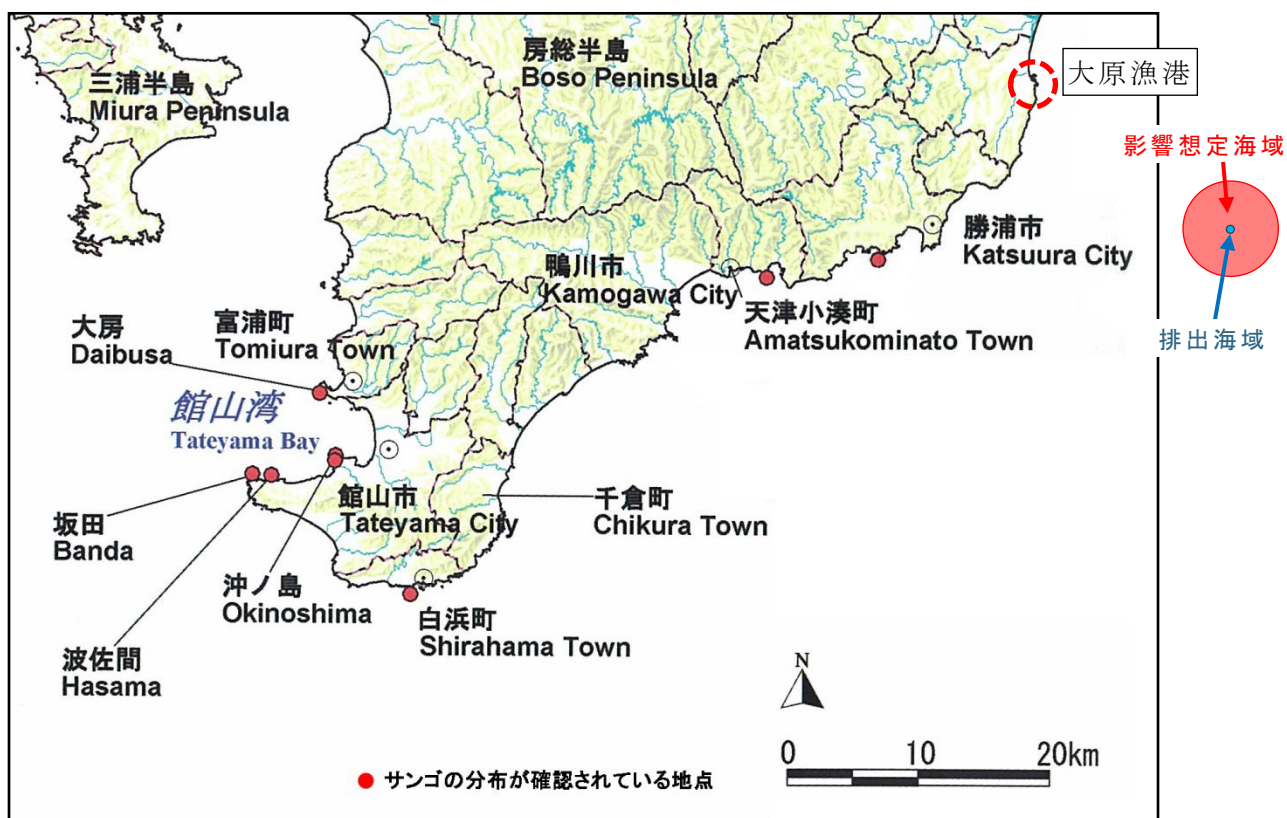 三浦半島
Miura Peninsula
房総半島
Boso Peninsula
大原漁港
影響想定海域
排出海域
勝浦市
Katsuura City
鴨川市
Kamogawa City
天津小湊町
Amatsukominato Town
大房
Daibusa
富浦町
Tomiura Town
館山湾
Tateyama Bay
館山市
Tateyama City
千倉町
Chikura Town
坂田
Banda
沖ノ島
Okinoshima
白浜町
Shirahama Town
波佐間
Hasama
N
0 10 20km
サンゴの分布が確認されている地点